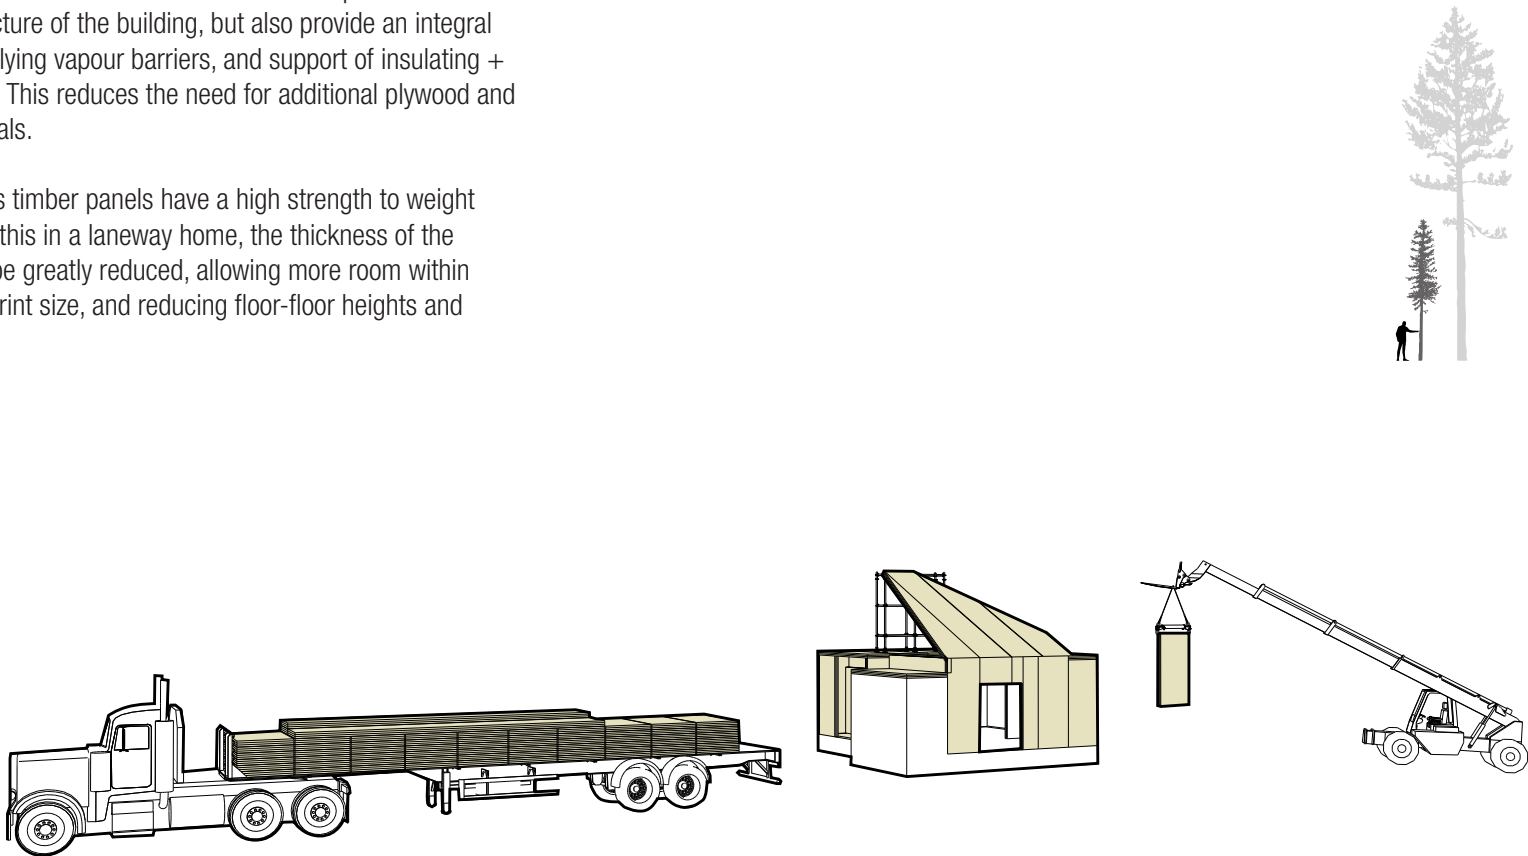 cture of the building, but also provide an integral
lying vapour barriers, and support of insulating +
This reduces the need for additional plywood and
als.
s timber panels have a high strength to weight
this in a laneway home, the thickness of the
be greatly reduced, allowing more room within
rint size, and reducing floor-floor heights and